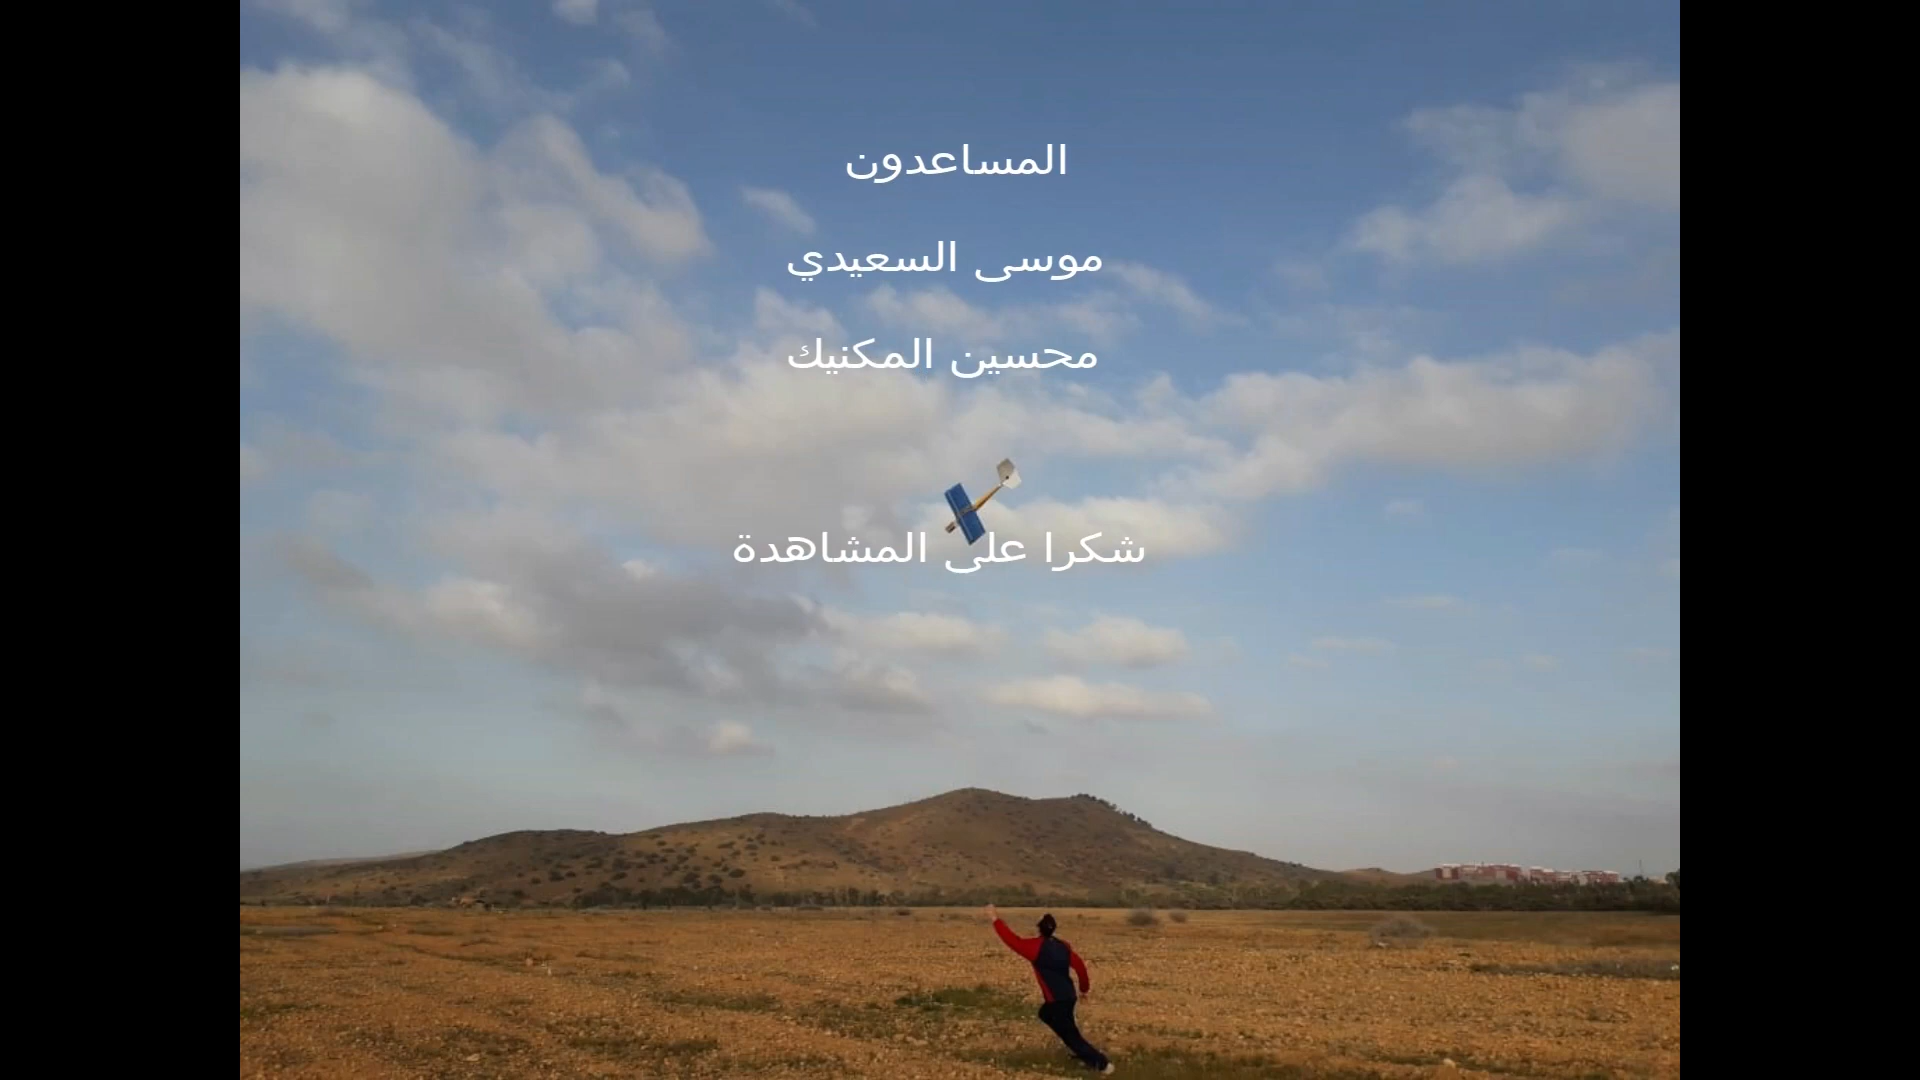 المساعدون
موسى السعيدي
محسين المكنيك
شكرا على المشاهدة